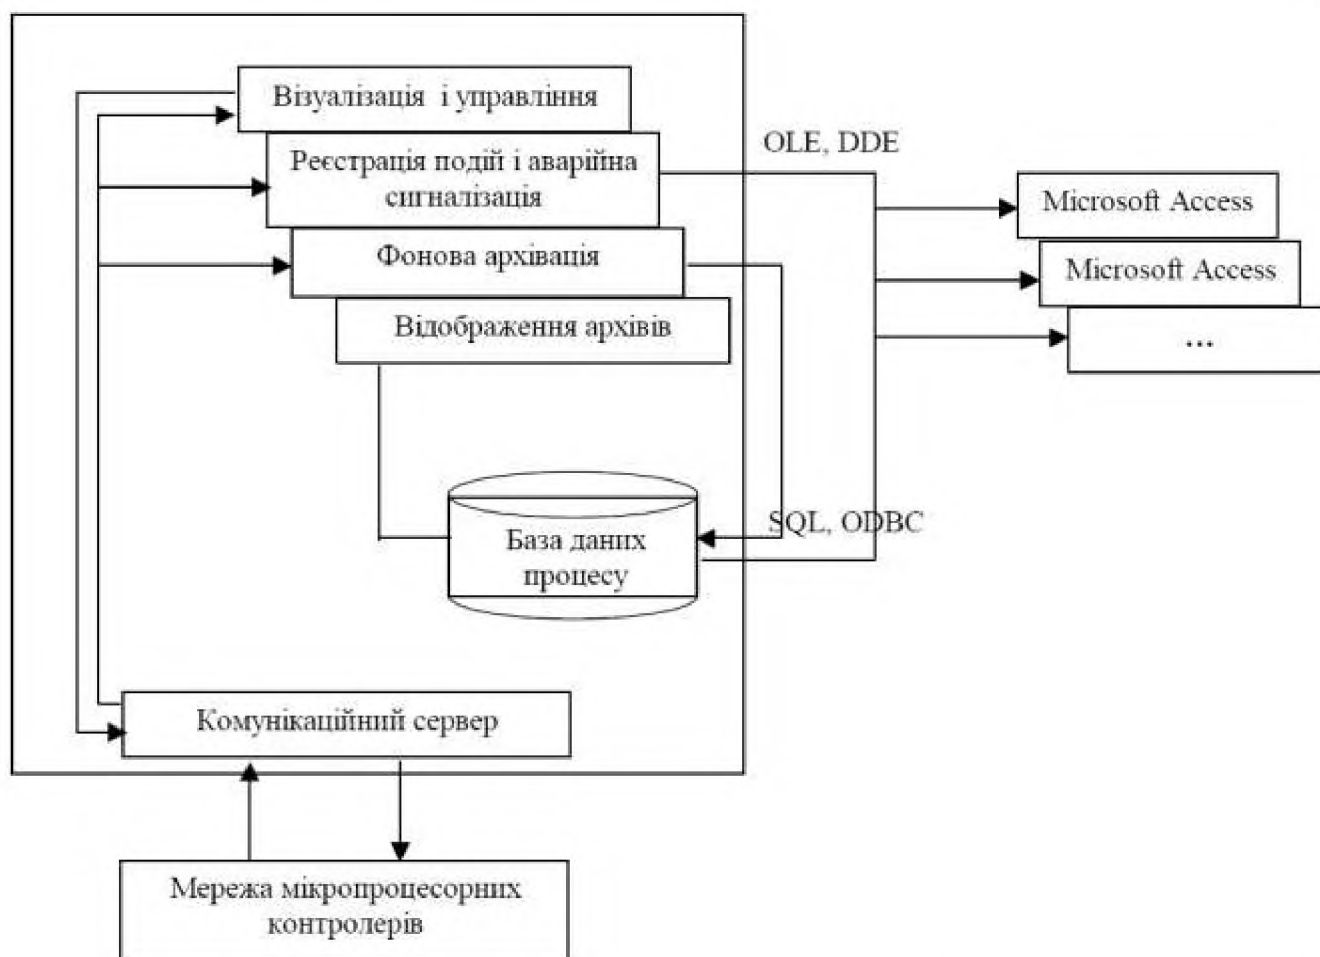 Візуалізація і управління
OLE, DDE
Реєстрація подій і аварійна
сигналізація
Microsoft Access
Фонова архівація
Microsoft Access
Відображення архівів
...
SQL, ODBC
База даних
процесу
Комунікаційний сервер
Мережа мікропроцесорних
контролерів